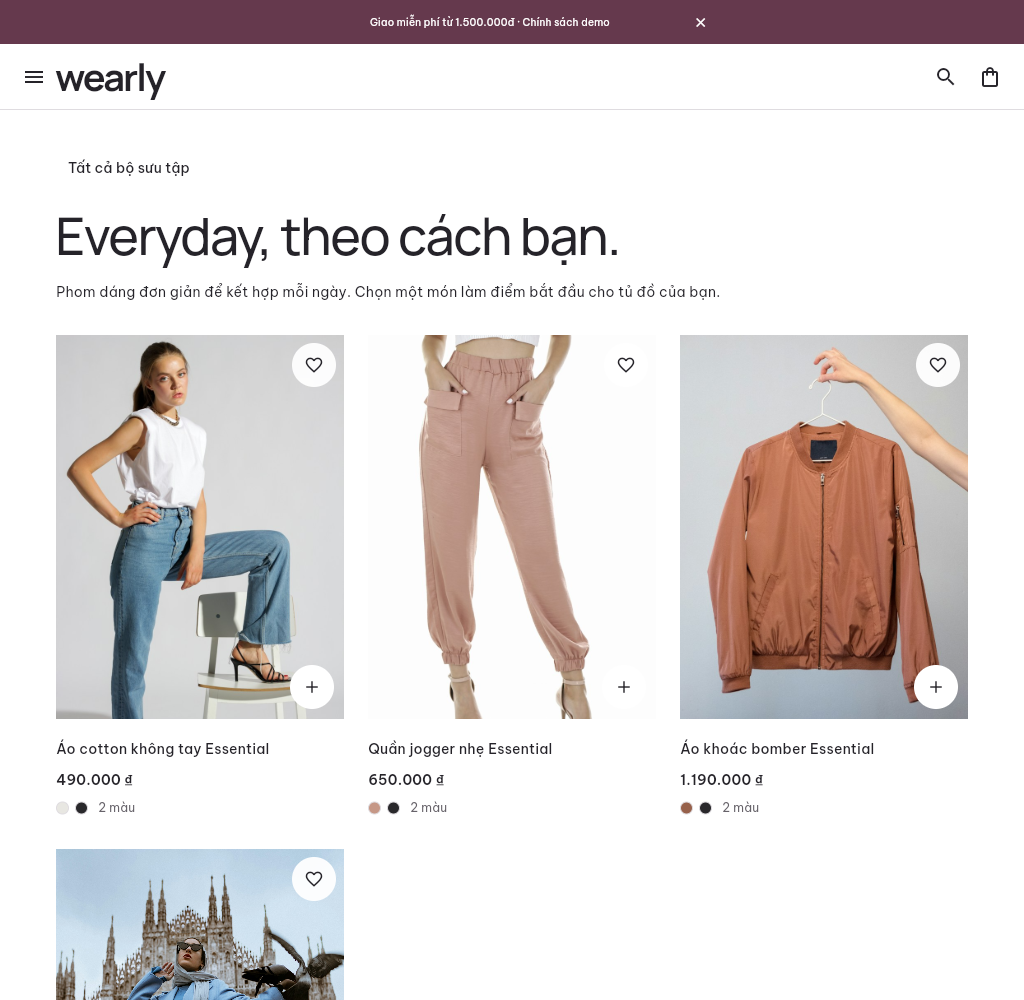 Giao miễn phí từ 1.500.000đ · Chính sách demo
wearly
Tất cả bộ sưu tập
Everyday, theo cách bạn.
Phom dáng đơn giản để kết hợp mỗi ngày. Chọn một món làm điểm bắt đầu cho tủ đồ của bạn.
Áo cotton không tay Essential
490.000 ₫
2 màu
Quần jogger nhẹ Essential
650.000 ₫
2 màu
Áo khoác bomber Essential
1.190.000 ₫
2 màu